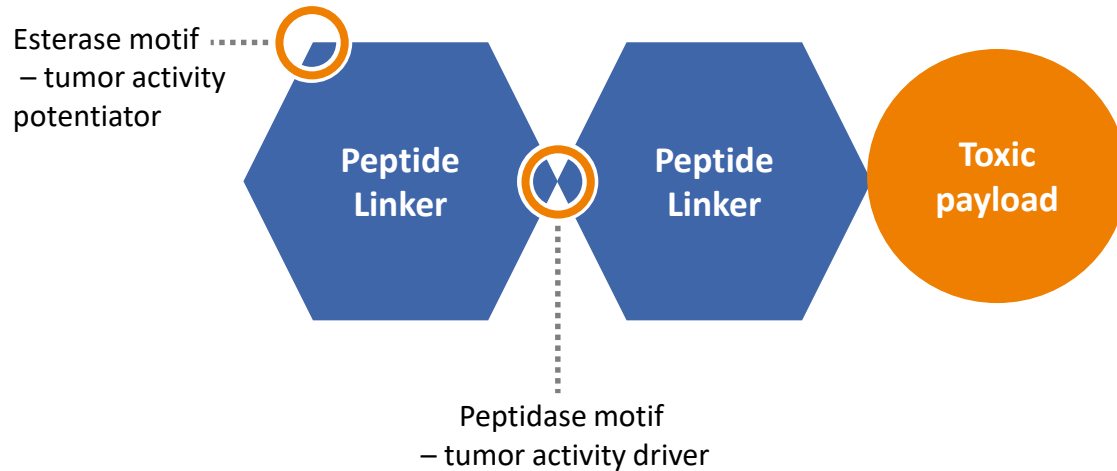 Esterase motif
– tumor activity
potentiator
Peptide
Linker
Peptide
Linker
Toxic
payload
Peptidase motif
– tumor activity driver